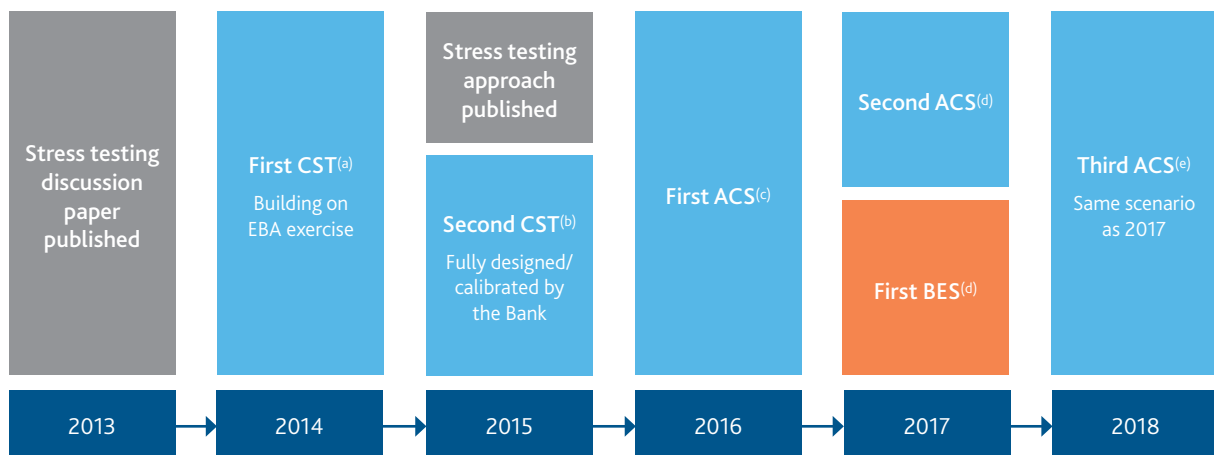 Stress testing
discussion
paper
published
First CST(a)
Building on
EBA exercise
Stress testing
approach
published
Second CST(b)
Fully designed/
calibrated by
the Bank
First ACS(c)
Second ACS(d)
First BES(d)
Third ACS(e)
Same scenario
as 2017
2013
2014
2015
2016
2017
2018